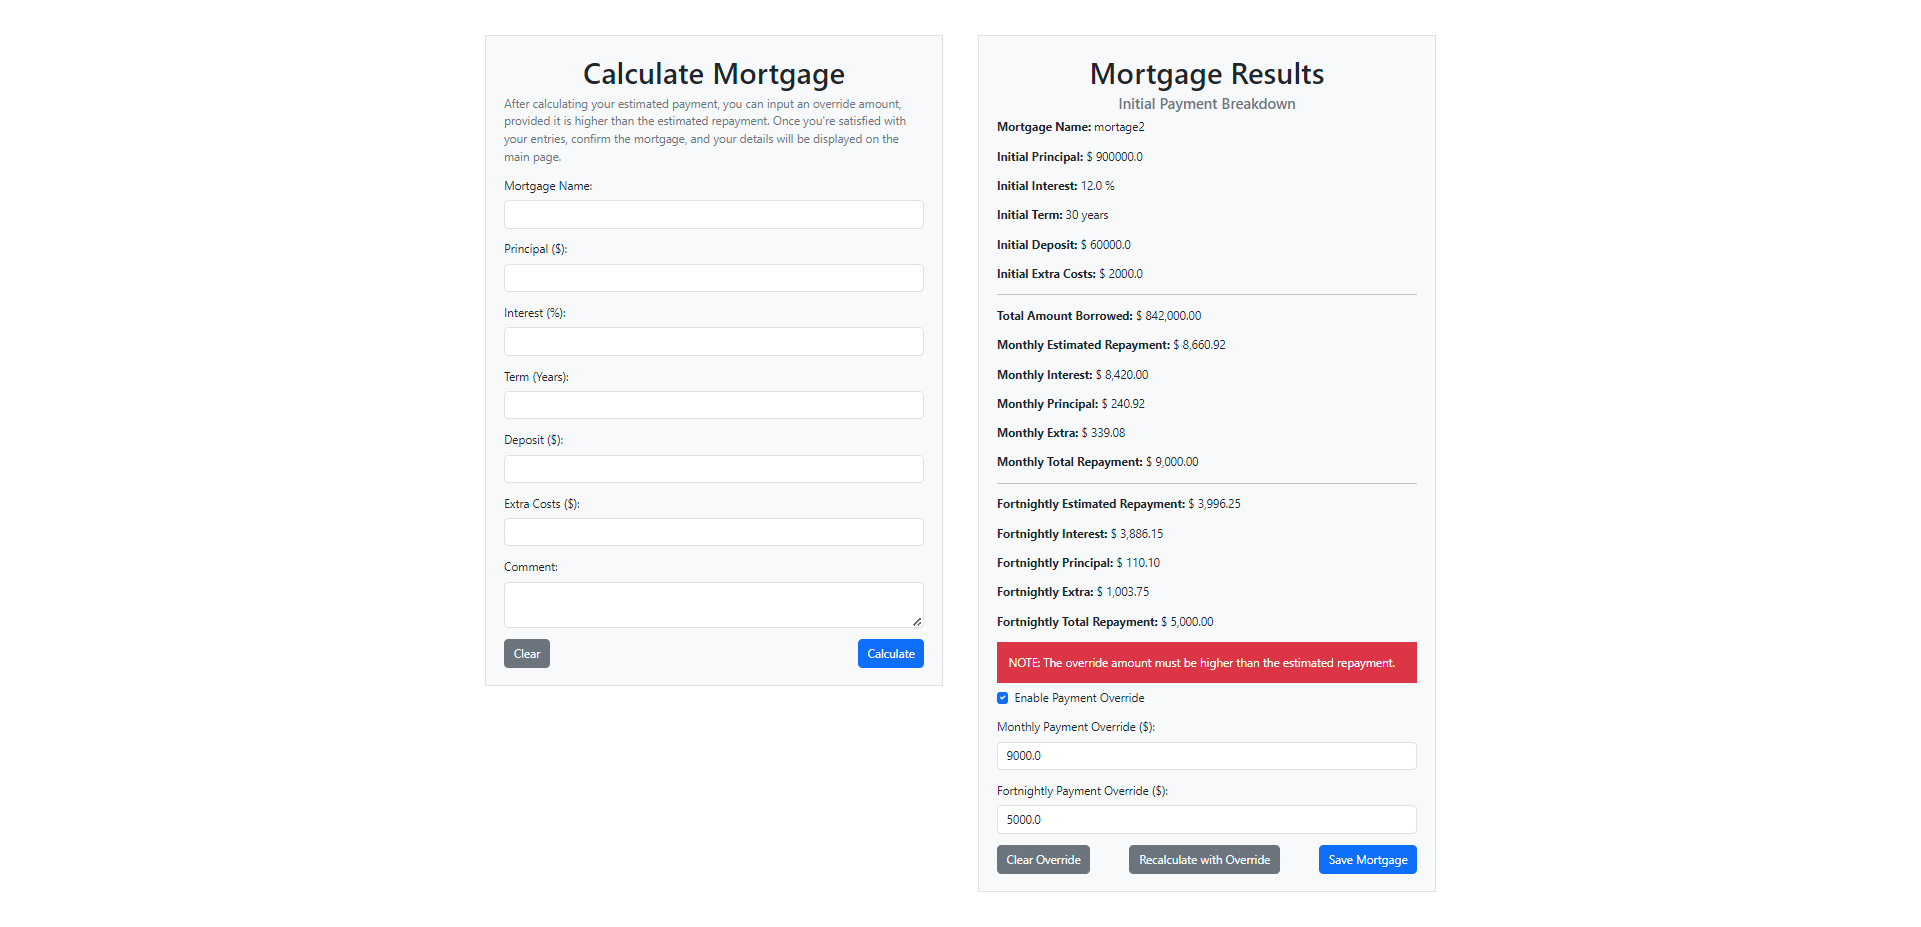 Calculate Mortgage
After calculating your estimated payment, you can input an override amount,
provided it is higher than the estimated repayment. Once you're satisfied with
your entries, confirm the mortgage, and your details will be displayed on the
main page.
Mortgage Name:
Principal ($):
Interest (%):
Term (Years):
Deposit ($):
Extra Costs ($):
Comment:
Clear
Calculate
Mortgage Results
Initial Payment Breakdown
Mortgage Name: mortage2
Initial Principal: $ 900000.0
Initial Interest: 12.0 %
Initial Term: 30 years
Initial Deposit: $ 60000.0
Initial Extra Costs: $ 2000.0
Total Amount Borrowed: $ 842,000.00
Monthly Estimated Repayment: $ 8,660.92
Monthly Interest: $ 8,420.00
Monthly Principal: $ 240.92
Monthly Extra: $ 339.08
Monthly Total Repayment: $ 9,000.00
Fortnightly Estimated Repayment: $ 3,996.25
Fortnightly Interest: $ 3,886.15
Fortnightly Principal: $ 110.10
Fortnightly Extra: $ 1,003.75
Fortnightly Total Repayment: $ 5,000.00
NOTE: The override amount must be higher than the estimated repayment.
Enable Payment Override
Monthly Payment Override ($):
9000.0
Fortnightly Payment Override ($):
5000.0
Clear Override
Recalculate with Override
Save Mortgage